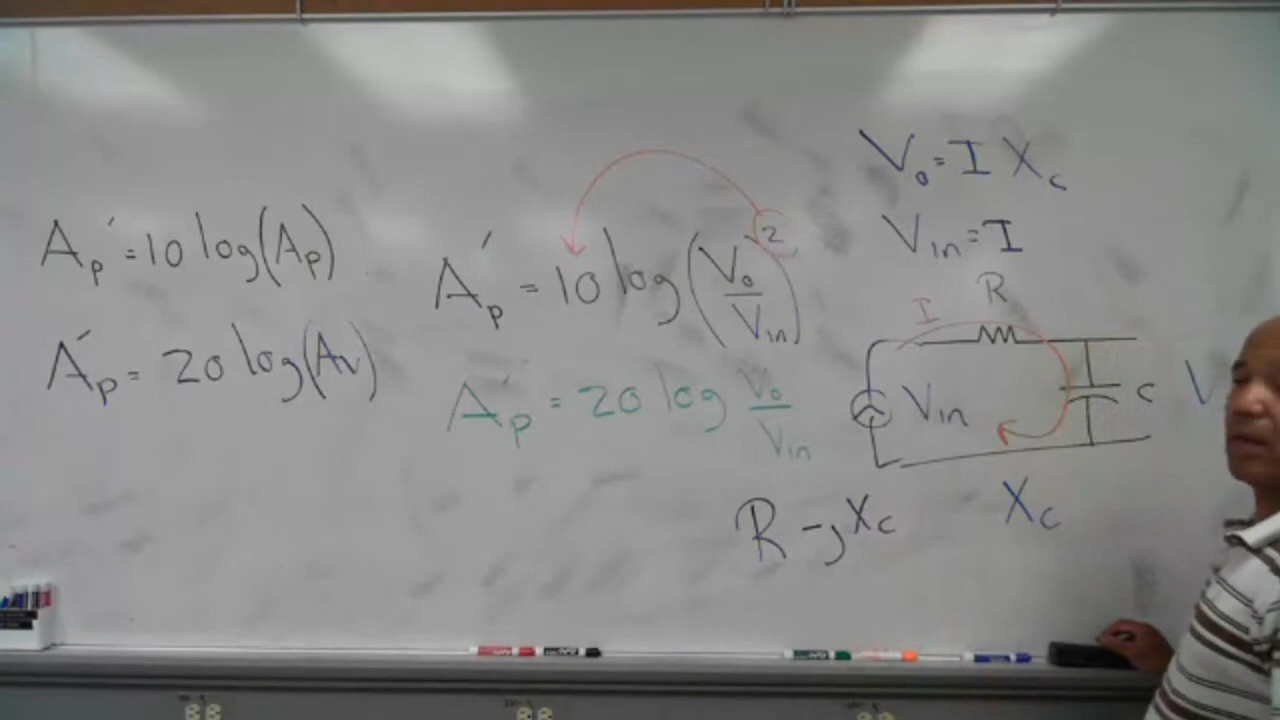 Ap' = 10 log(Ap)
Ap' = 20 log(Av)
Ap' = 10 log(Vo/Vin)²
Ap' = 20 log Vo/Vin
Vo = I Xc
Vin = I
R
I
Vin
C
V
R - jXc
Xc